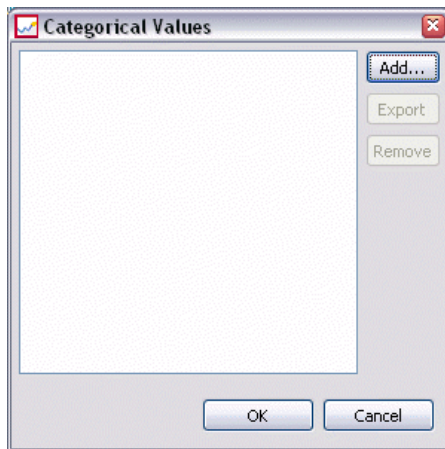 Categorical Values
Add...
Export
Remove
OK
Cancel